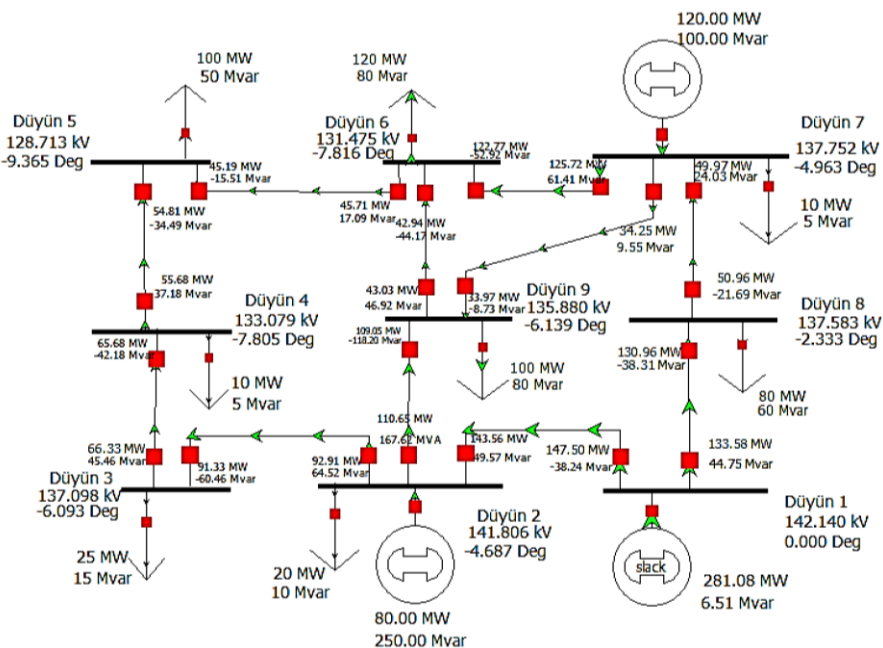 120.00 MW
100.00 Mvar
100 MW
50 Mvar
120 MW
80 Mvar
Düyün 5
128.713 kV
-9.365 Deg
Düyün 6
131.475 kV
-7.816 Deg
122.77 MW
-52.92 Mvar
Düyün 7
137.752 kV
-4.963 Deg
45.19 MW
-15.51 Mvar
125.72 MW
61.41 Mvar
49.97 MW
24.03 Mvar
54.81 MW
-34.49 Mvar
45.71 MW
17.09 Mvar
42.94 MW
-44.17 Mvar
34.25 MW
9.55 Mvar
10 MW
5 Mvar
55.68 MW
37.18 Mvar
43.03 MW
46.92 Mvar
33.97 MW
-8.73 Mvar
50.96 MW
-21.69 Mvar
Düyün 4
133.079 kV
-7.805 Deg
Düyün 9
135.880 kV
-6.139 Deg
Düyün 8
137.583 kV
-2.333 Deg
65.68 MW
-42.18 Mvar
109.05 MW
-118.20 Mvar
130.96 MW
-38.31 Mvar
10 MW
5 Mvar
100 MW
80 Mvar
80 MW
60 Mvar
66.33 MW
45.46 Mvar
91.33 MW
-60.46 Mvar
92.91 MW
64.52 Mvar
110.65 MW
MVA
143.56 MW
49.57 Mvar
147.50 MW
-38.24 Mvar
133.58 MW
44.75 Mvar
Düyün 3
137.098 kV
-6.093 Deg
Düyün 2
141.806 kV
-4.687 Deg
Düyün 1
142.140 kV
0.000 Deg
25 MW
15 Mvar
20 MW
10 Mvar
slack
281.08 MW
6.51 Mvar
80.00 MW
250.00 Mvar